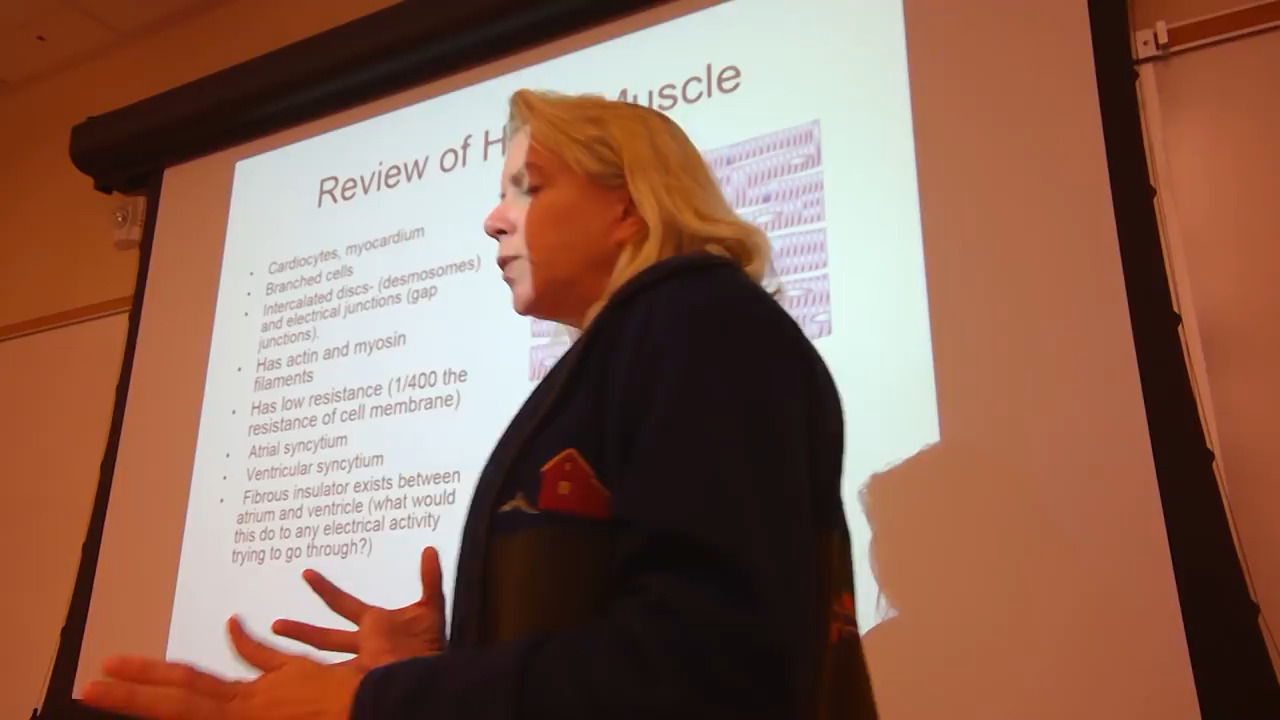 Review of H Muscle
Cardiocytes, myocardium
Branched cells
Intercalated discs- (desmosomes)
and electrical junctions (gap
junctions).
Has actin and myosin
filaments
Has low resistance (1/400 the
resistance of cell membrane)
Atrial syncytium
Ventricular syncytium
Fibrous insulator exists between
atrium and ventricle (what would
this do to any electrical activity
trying to go through?)